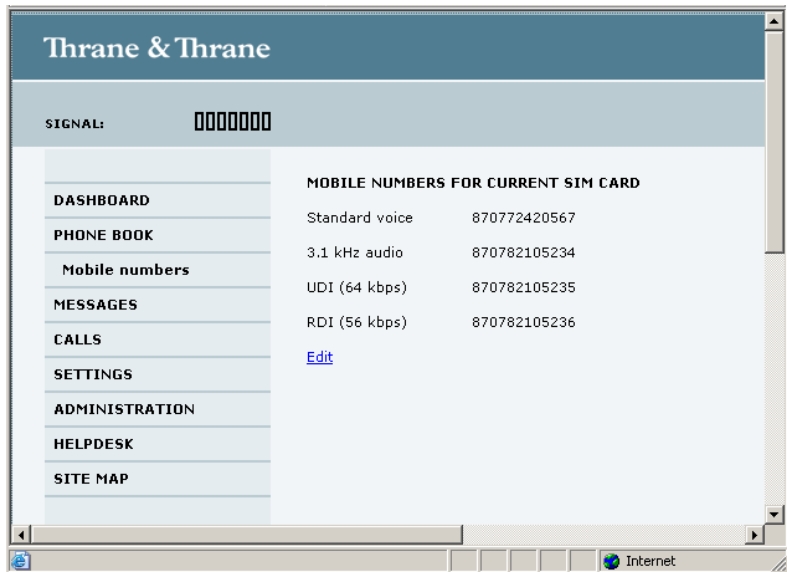 Thrane & Thrane
SIGNAL:
DASHBOARD
PHONE BOOK
Mobile numbers
MESSAGES
CALLS
SETTINGS
ADMINISTRATION
HELPDESK
SITE MAP
MOBILE NUMBERS FOR CURRENT SIM CARD
Standard voice 870772420567
3.1 kHz audio 870782105234
UDI (64 kbps) 870782105235
RDI (56 kbps) 870782105236
Edit
Internet